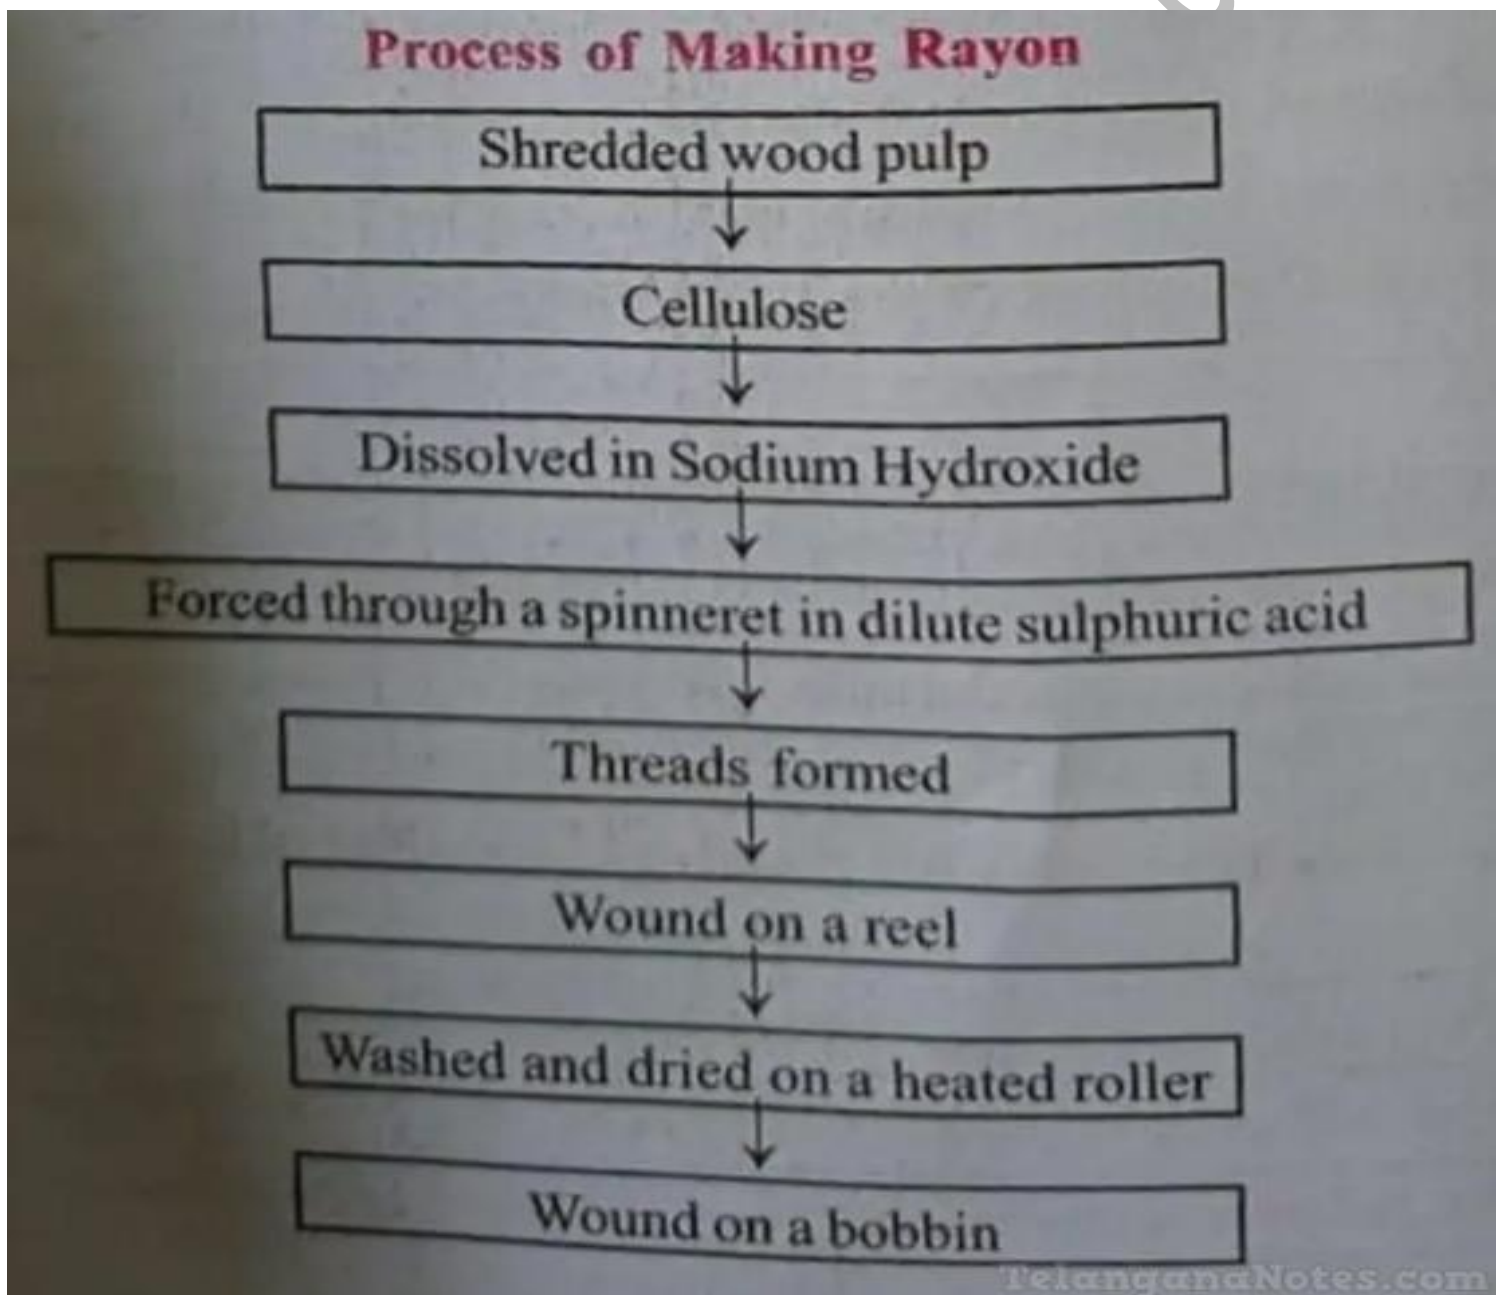 Process of Making Rayon
Shredded wood pulp
Cellulose
Dissolved in Sodium Hydroxide
Forced through a spinneret in dilute sulphuric acid
Threads formed
Wound on a reel
Washed and dried on a heated roller
Wound on a bobbin
TelanganaNotes.com